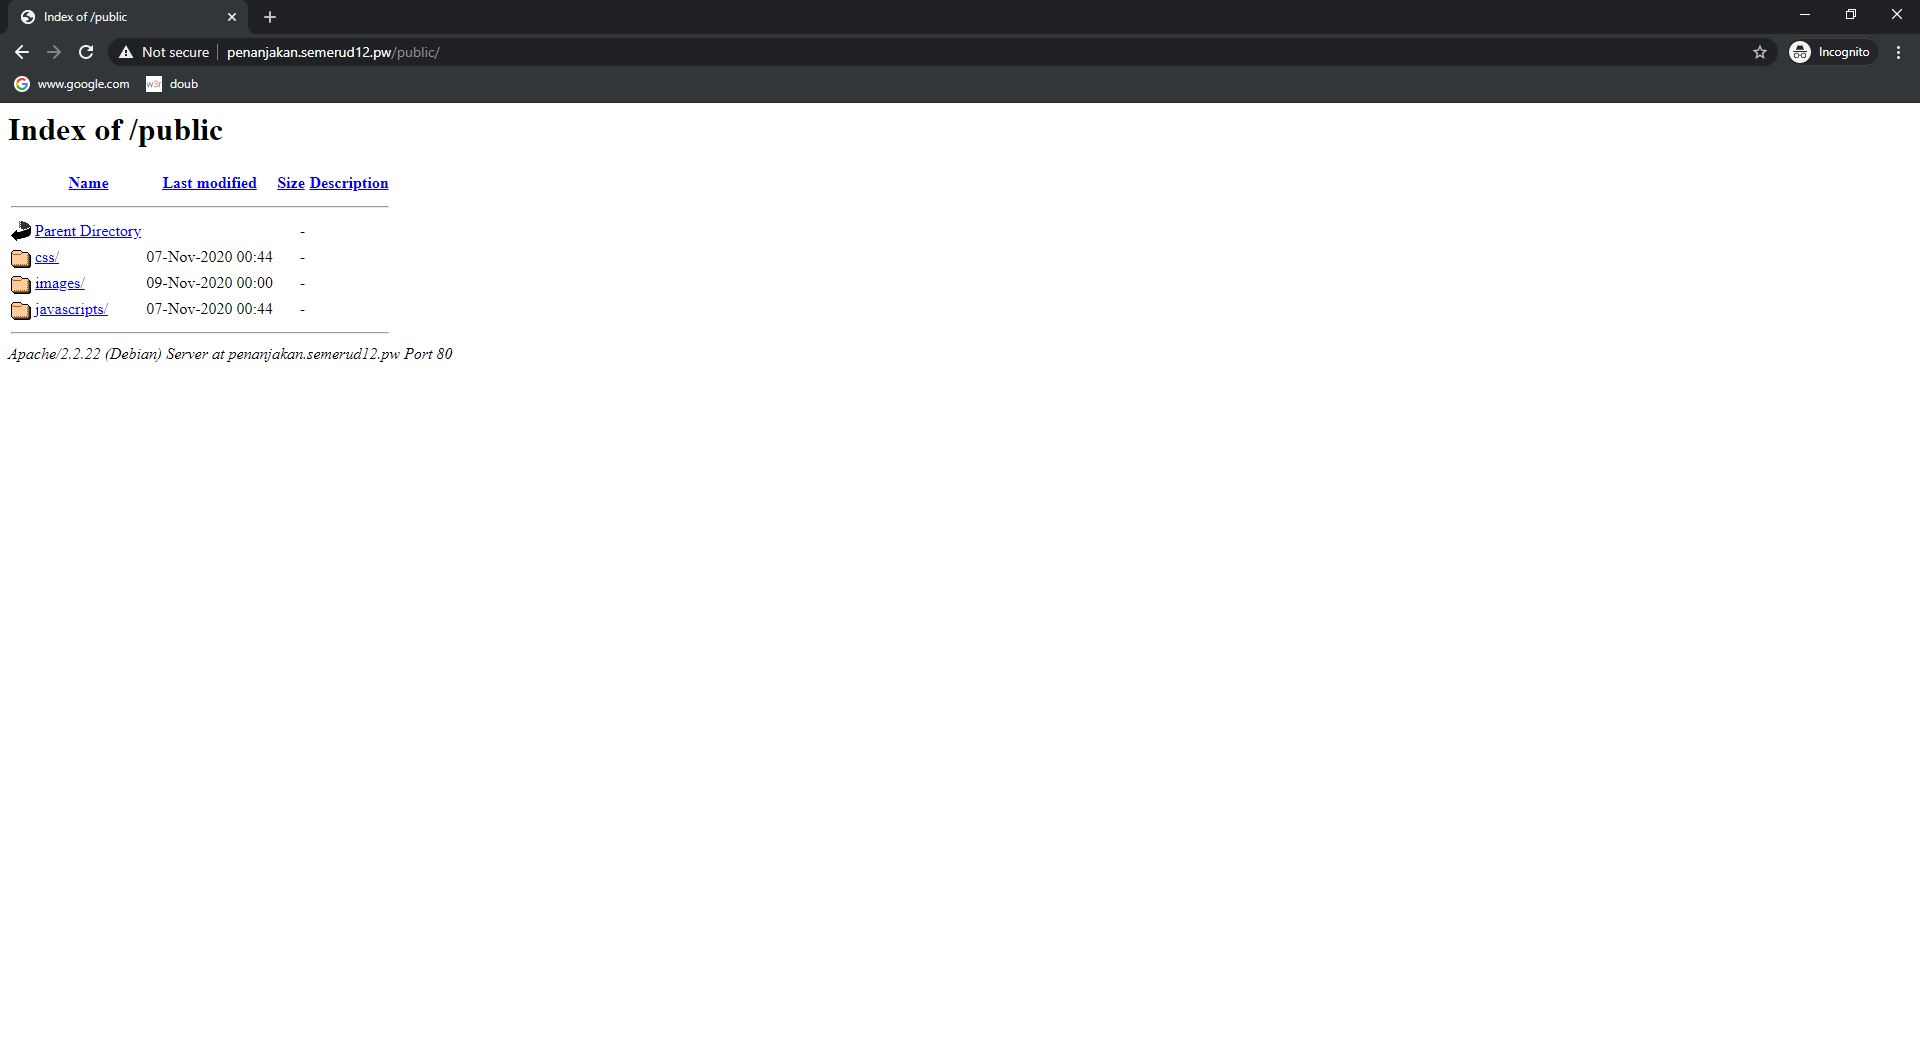 Index of /public
Not secure penanjakan.semerud12.pw/public/ Incognito
www.google.com w3r doub
Index of /public
Name Last modified Size Description
Parent Directory -
css/ 07-Nov-2020 00:44 -
images/ 09-Nov-2020 00:00 -
javascripts/ 07-Nov-2020 00:44 -
Apache/2.2.22 (Debian) Server at penanjakan.semerud12.pw Port 80